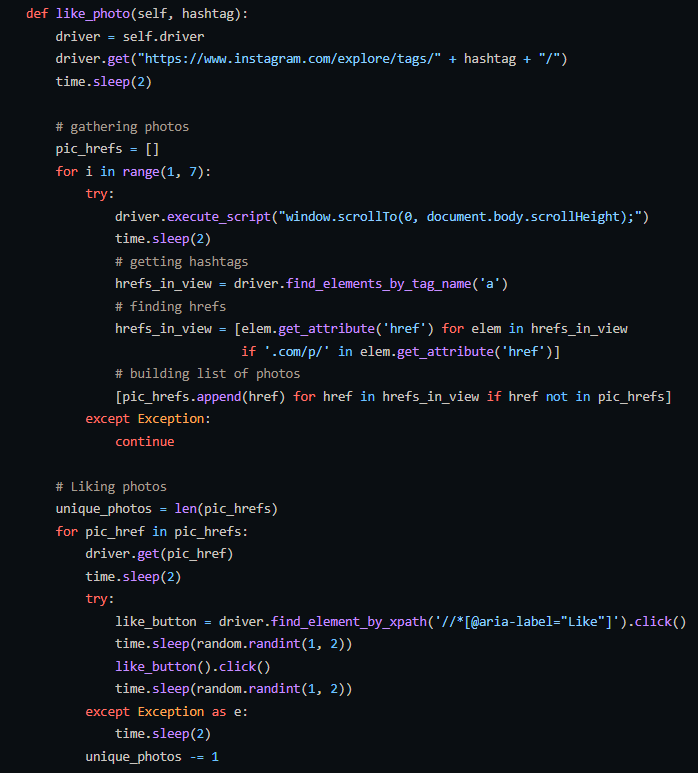 def like_photo(self, hashtag):
    driver = self.driver
    driver.get("https://www.instagram.com/explore/tags/" + hashtag + "/")
    time.sleep(2)

    # gathering photos
    pic_hrefs = []
    for i in range(1, 7):
        try:
            driver.execute_script("window.scrollTo(0, document.body.scrollHeight);")
            time.sleep(2)
            # getting hashtags
            hrefs_in_view = driver.find_elements_by_tag_name('a')
            # finding hrefs
            hrefs_in_view = [elem.get_attribute('href') for elem in hrefs_in_view
                             if '.com/p/' in elem.get_attribute('href')]
            # building list of photos
            [pic_hrefs.append(href) for href in hrefs_in_view if href not in pic_hrefs]
        except Exception:
            continue

    # Liking photos
    unique_photos = len(pic_hrefs)
    for pic_href in pic_hrefs:
        driver.get(pic_href)
        time.sleep(2)
        try:
            like_button = driver.find_element_by_xpath('//*[@aria-label="Like"]').click()
            time.sleep(random.randint(1, 2))
            like_button().click()
            time.sleep(random.randint(1, 2))
        except Exception as e:
            time.sleep(2)
        unique_photos -= 1